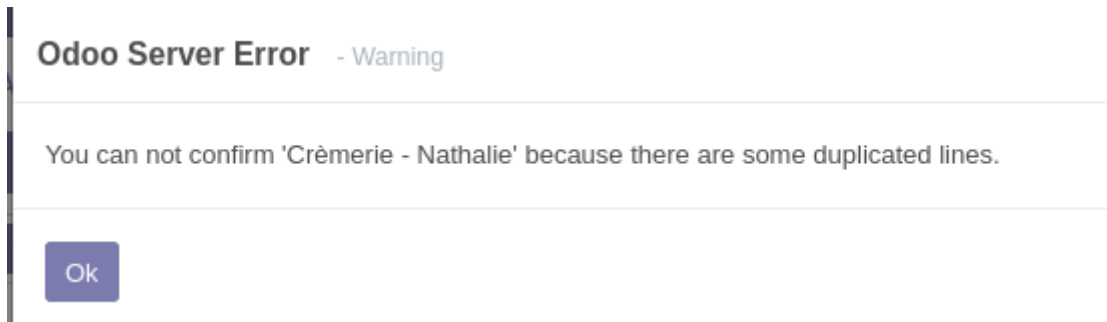 Odoo Server Error - Warning
You can not confirm 'Crèmerie - Nathalie' because there are some duplicated lines.
Ok